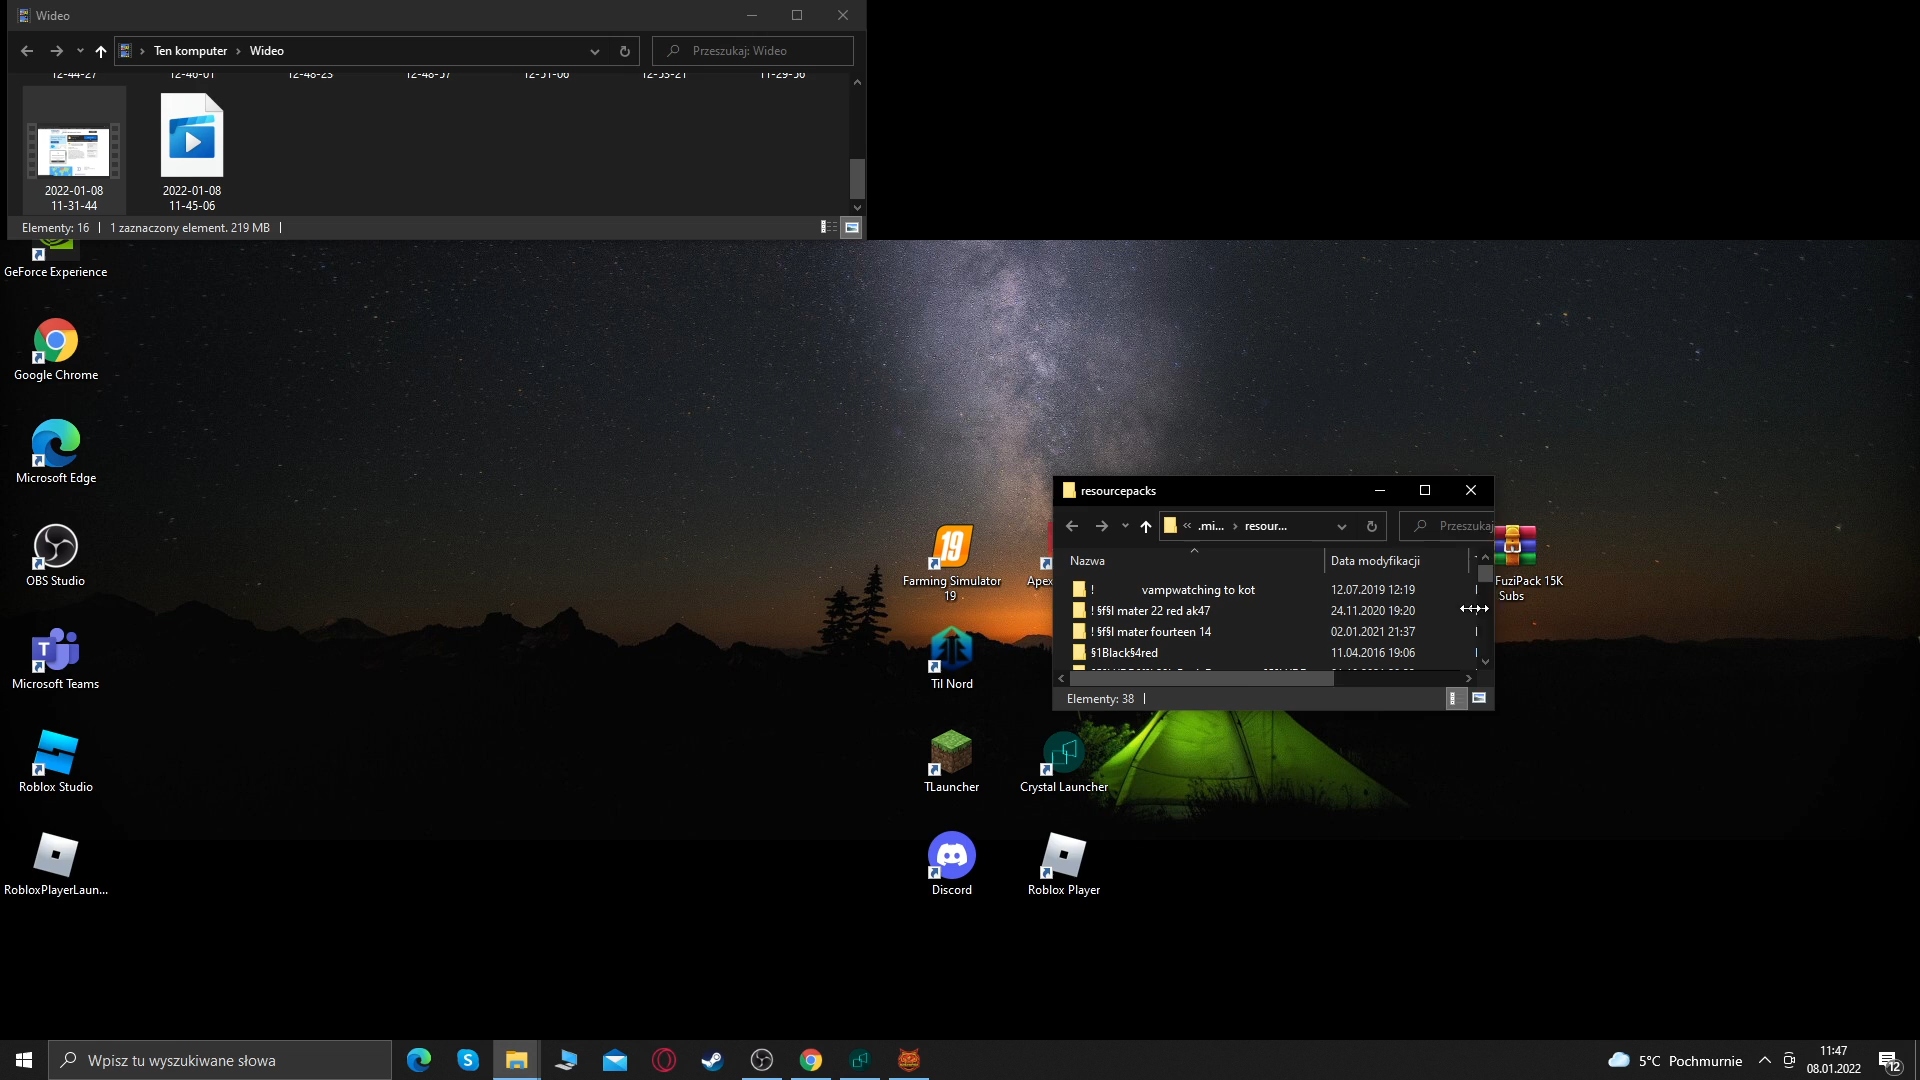 Wideo
Ten komputer
Wideo
Przeszukaj: Wideo
12-44-27
12-46-01
12-48-23
12-48-57
12-51-06
12-53-21
11-29-56
2022-01-08
11-31-44
2022-01-08
11-45-06
Elementy: 16
1 zaznaczony element. 219 MB
GeForce Experience
Google Chrome
Microsoft Edge
OBS Studio
Microsoft Teams
Roblox Studio
RobloxPlayerLaun...
19
Farming Simulator
19
Apex
Til Nord
TLauncher
Crystal Launcher
Discord
Roblox Player
FuziPack 15K
Subs
resourcepacks
.mi...
resour...
Przeszukaj
Nazwa
Data modyfikacji
! vampwatching to kot
12.07.2019 12:19
! §f§l mater 22 red ak47
24.11.2020 19:20
! §f§l mater fourteen 14
02.01.2021 21:37
§1Black§4red
11.04.2016 19:06
Elementy: 38
Wpisz tu wyszukiwane słowa
5°C Pochmurnie
11:47
08.01.2022
12